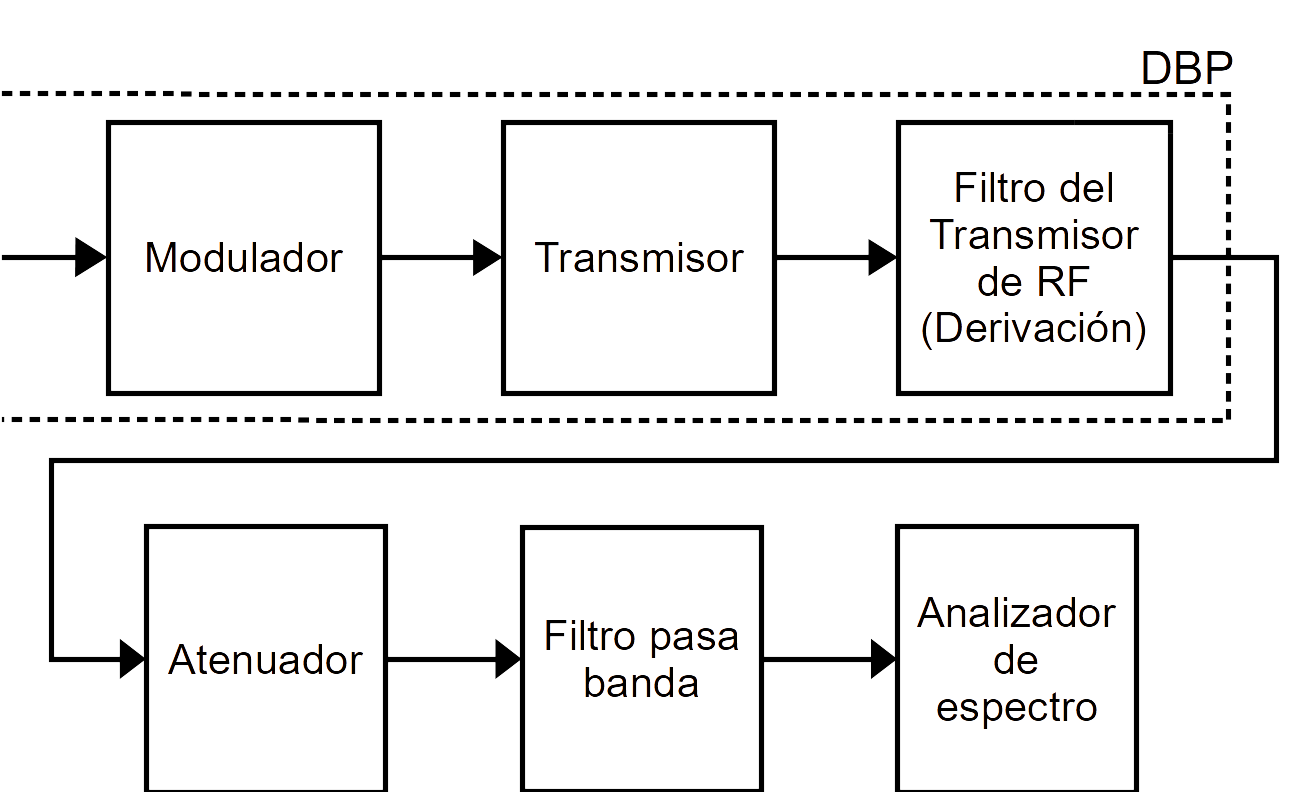 DBP
Modulador
Transmisor
Filtro del
Transmisor
de RF
(Derivación)
Atenuador
Filtro pasa
banda
Analizador
de
espectro